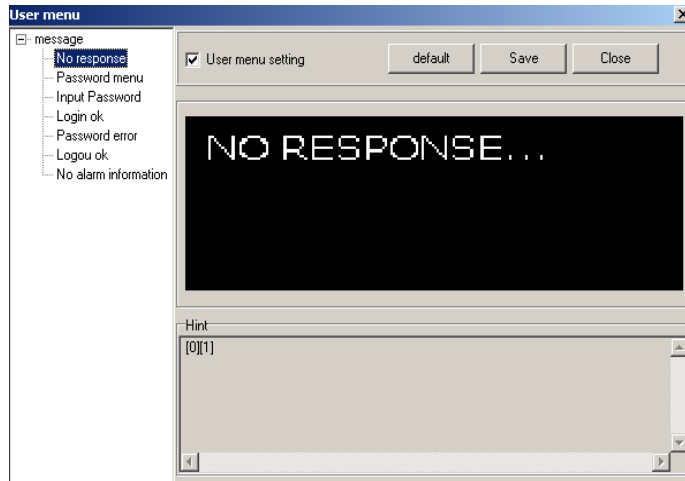 User menu
message
No response
Password menu
Input Password
Login ok
Password error
Logou ok
No alarm information
User menu setting
default
Save
Close
NO RESPONSE...
Hint
[0][1]